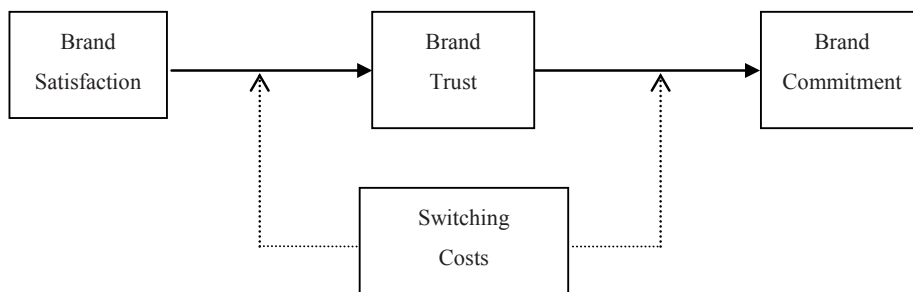 Brand
Satisfaction
Brand
Trust
Brand
Commitment
Switching
Costs